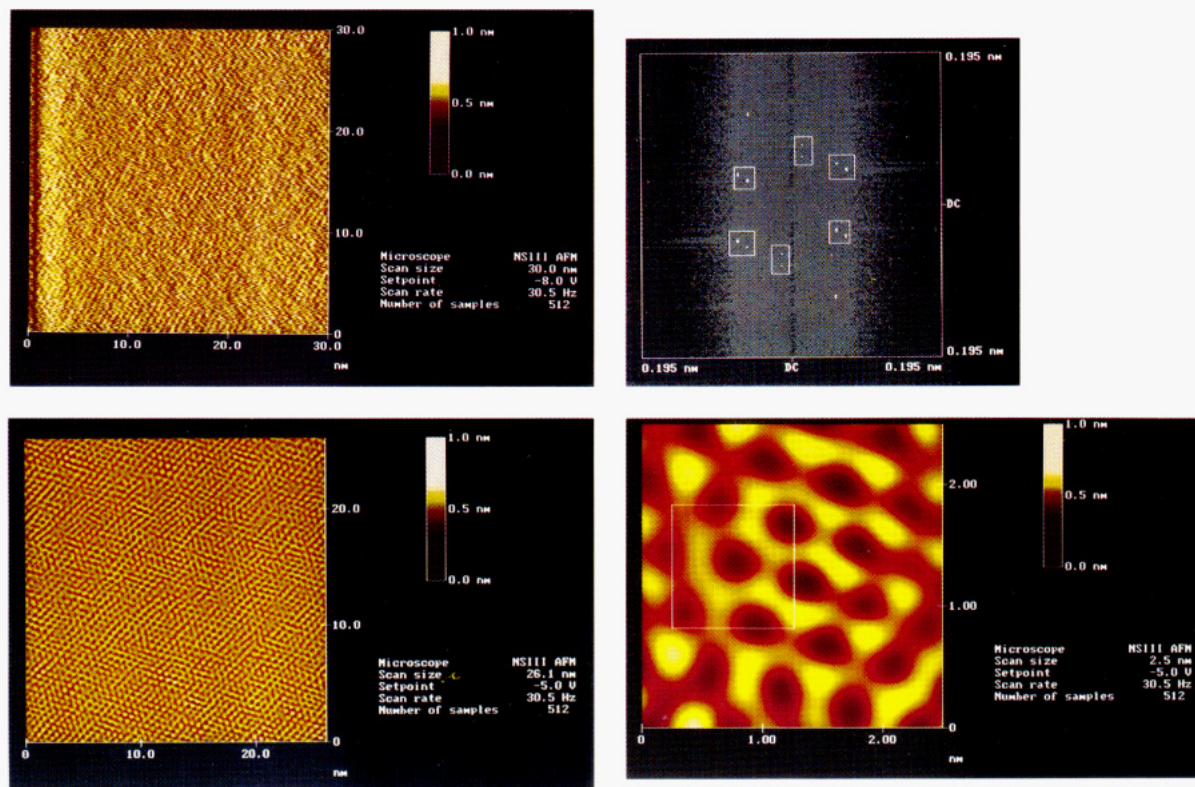 30.0
1.0 nm
0.5 nm
0.0 nm
20.0
10.0
0
Microscope NSIII AFM
Scan size 30.0 nm
Setpoint -8.0 V
Scan rate 30.5 Hz
Number of samples 512
0 10.0 20.0 30.0
nm
0.195 nm
DC
0.195 nm
0.195 nm DC 0.195 nm
1.0 nm
0.5 nm
0.0 nm
20.0
10.0
0
Microscope NSIII AFM
Scan size 26.1 nm
Setpoint -5.0 V
Scan rate 30.5 Hz
Number of samples 512
0 10.0 20.0
nm
1.0 nm
0.5 nm
0.0 nm
2.00
1.00
0
Microscope NSIII AFM
Scan size 2.5 nm
Setpoint -5.0 V
Scan rate 30.5 Hz
Number of samples 512
0 1.00 2.00
nm